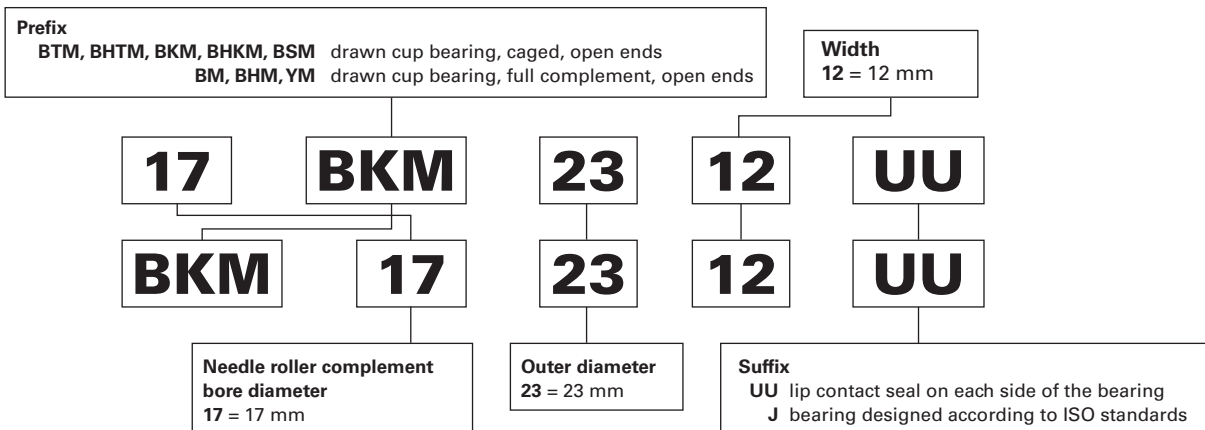 Prefix
BTM, BHTM, BKM, BHKM, BSM drawn cup bearing, caged, open ends
BM, BHM, YM drawn cup bearing, full complement, open ends
Width
12 = 12 mm
17 BKM 23 12 UU
BKM 17 23 12 UU
Needle roller complement
bore diameter
17 = 17 mm
Outer diameter
23 = 23 mm
Suffix
UU lip contact seal on each side of the bearing
J bearing designed according to ISO standards